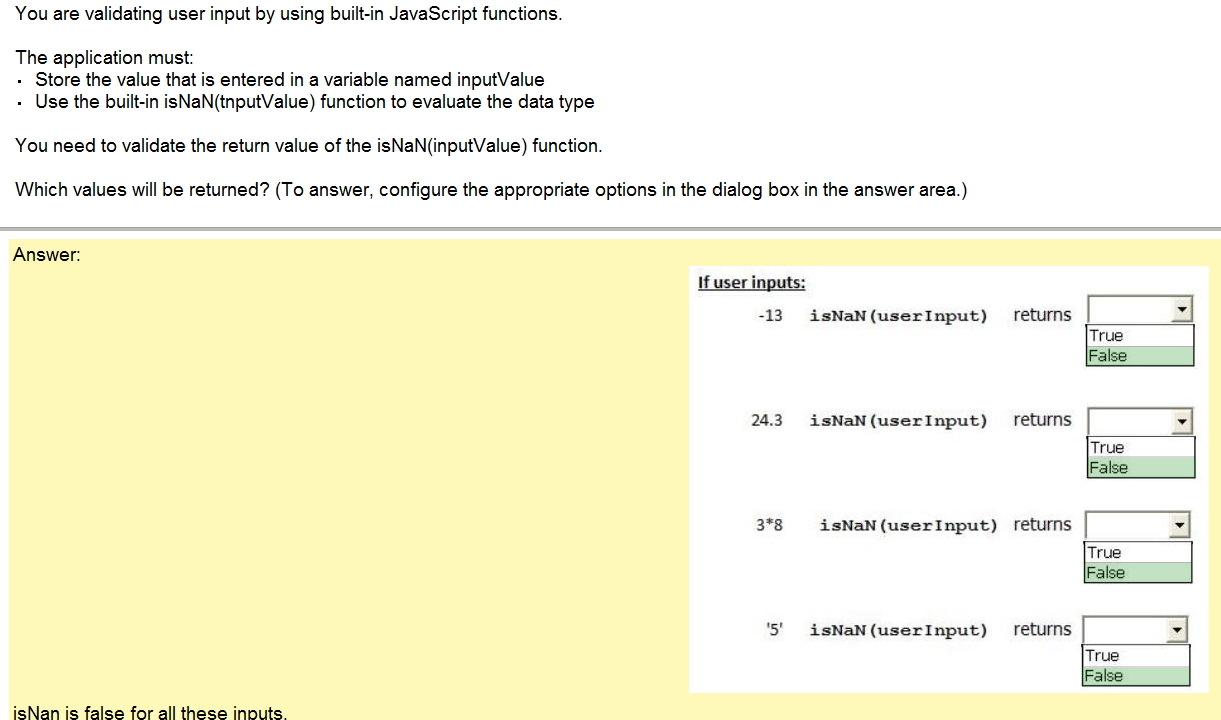 You are validating user input by using built-in JavaScript functions.
The application must:
· Store the value that is entered in a variable named inputValue
· Use the built-in isNaN(tnputValue) function to evaluate the data type
You need to validate the return value of the isNaN(inputValue) function.
Which values will be returned? (To answer, configure the appropriate options in the dialog box in the answer area.)
Answer:
If user inputs:
-13 isNaN(userInput) returns
True
False
24.3 isNaN(userInput) returns
True
False
3*8 isNaN(userInput) returns
True
False
'5' isNaN(userInput) returns
True
False
isNan is false for all these inputs.